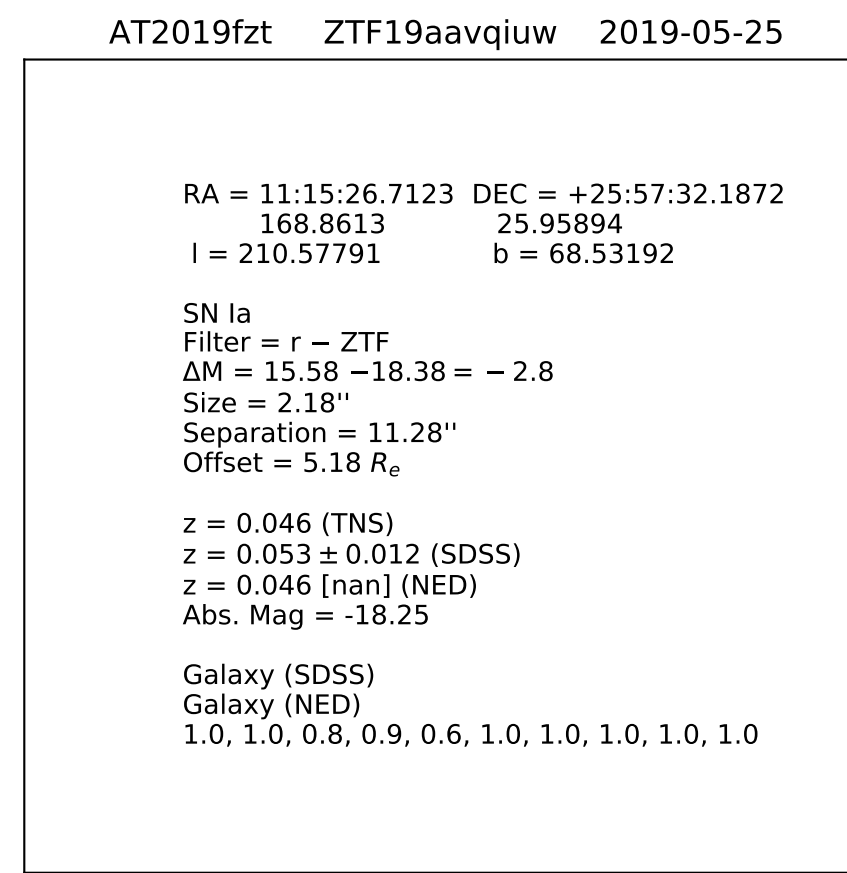 AT2019fzt ZTF19aavqiuw 2019-05-25
RA = 11:15:26.7123 DEC = +25:57:32.1872
168.8613 25.95894
l = 210.57791 b = 68.53192
SN Ia
Filter = r − ZTF
ΔM = 15.58 −18.38 = − 2.8
Size = 2.18''
Separation = 11.28''
Offset = 5.18 Rₑ
z = 0.046 (TNS)
z = 0.053 ± 0.012 (SDSS)
z = 0.046 [nan] (NED)
Abs. Mag = -18.25
Galaxy (SDSS)
Galaxy (NED)
1.0, 1.0, 0.8, 0.9, 0.6, 1.0, 1.0, 1.0, 1.0, 1.0